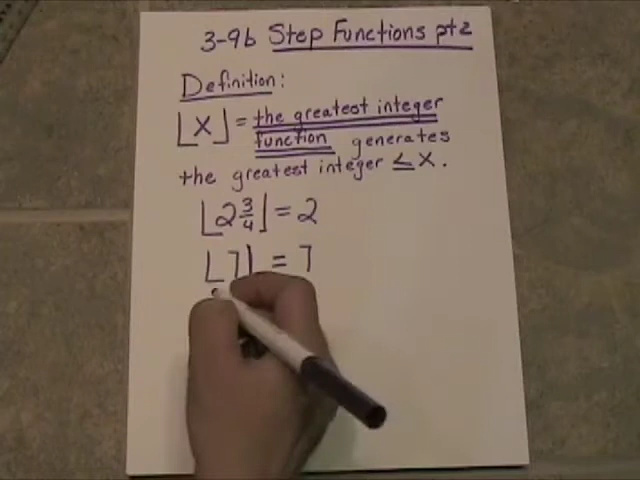 3-9b Step Functions pt2
Definition:
⌊X⌋ = the greatest integer
function generates
the greatest integer ≤ X.
⌊2 3/4⌋ = 2
⌊7⌋ = 7